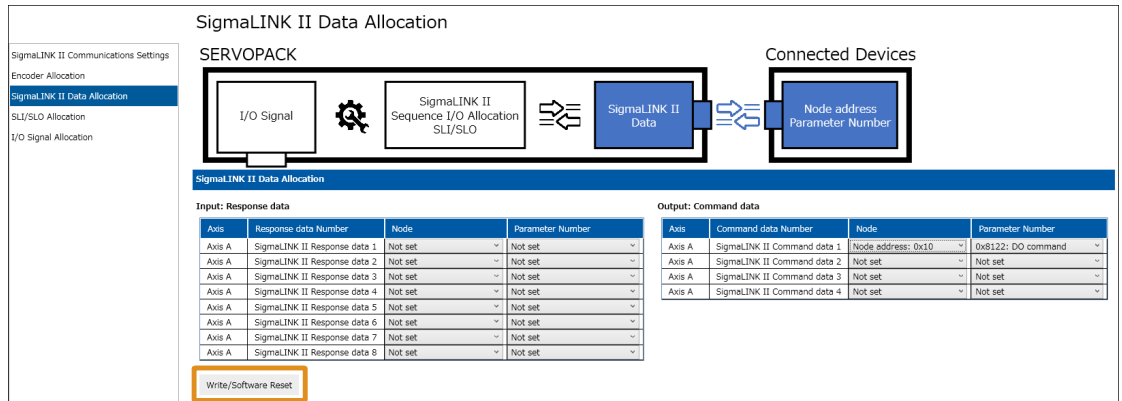 SigmaLINK II Data Allocation
SigmaLINK II Communications Settings
Encoder Allocation
SigmaLINK II Data Allocation
SLI/SLO Allocation
I/O Signal Allocation
SERVOPACK
Connected Devices
I/O Signal
SigmaLINK II
Sequence I/O Allocation
SLI/SLO
SigmaLINK II
Data
Node address
Parameter Number
SigmaLINK II Data Allocation
Input: Response data
Axis Response data Number Node Parameter Number
Axis A SigmaLINK II Response data 1 Not set Not set
Axis A SigmaLINK II Response data 2 Not set Not set
Axis A SigmaLINK II Response data 3 Not set Not set
Axis A SigmaLINK II Response data 4 Not set Not set
Axis A SigmaLINK II Response data 5 Not set Not set
Axis A SigmaLINK II Response data 6 Not set Not set
Axis A SigmaLINK II Response data 7 Not set Not set
Axis A SigmaLINK II Response data 8 Not set Not set
Output: Command data
Axis Command data Number Node Parameter Number
Axis A SigmaLINK II Command data 1 Node address: 0x10 0x8122: DO command
Axis A SigmaLINK II Command data 2 Not set Not set
Axis A SigmaLINK II Command data 3 Not set Not set
Axis A SigmaLINK II Command data 4 Not set Not set
Write/Software Reset